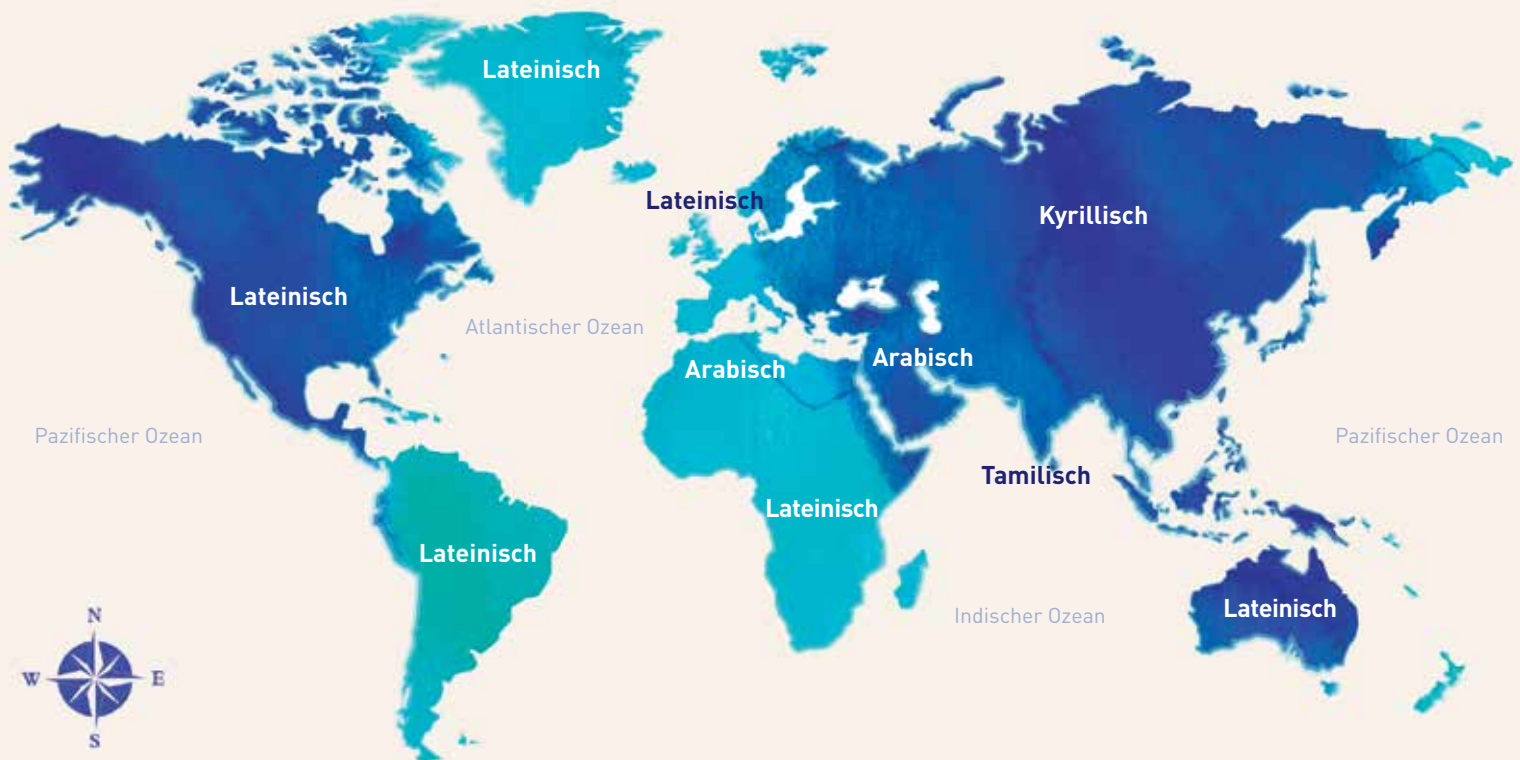 Lateinisch
Lateinisch
Kyrillisch
Lateinisch
Atlantischer Ozean
Arabisch
Arabisch
Pazifischer Ozean
Pazifischer Ozean
Tamilisch
Lateinisch
Lateinisch
Lateinisch
Indischer Ozean
N
W E
S